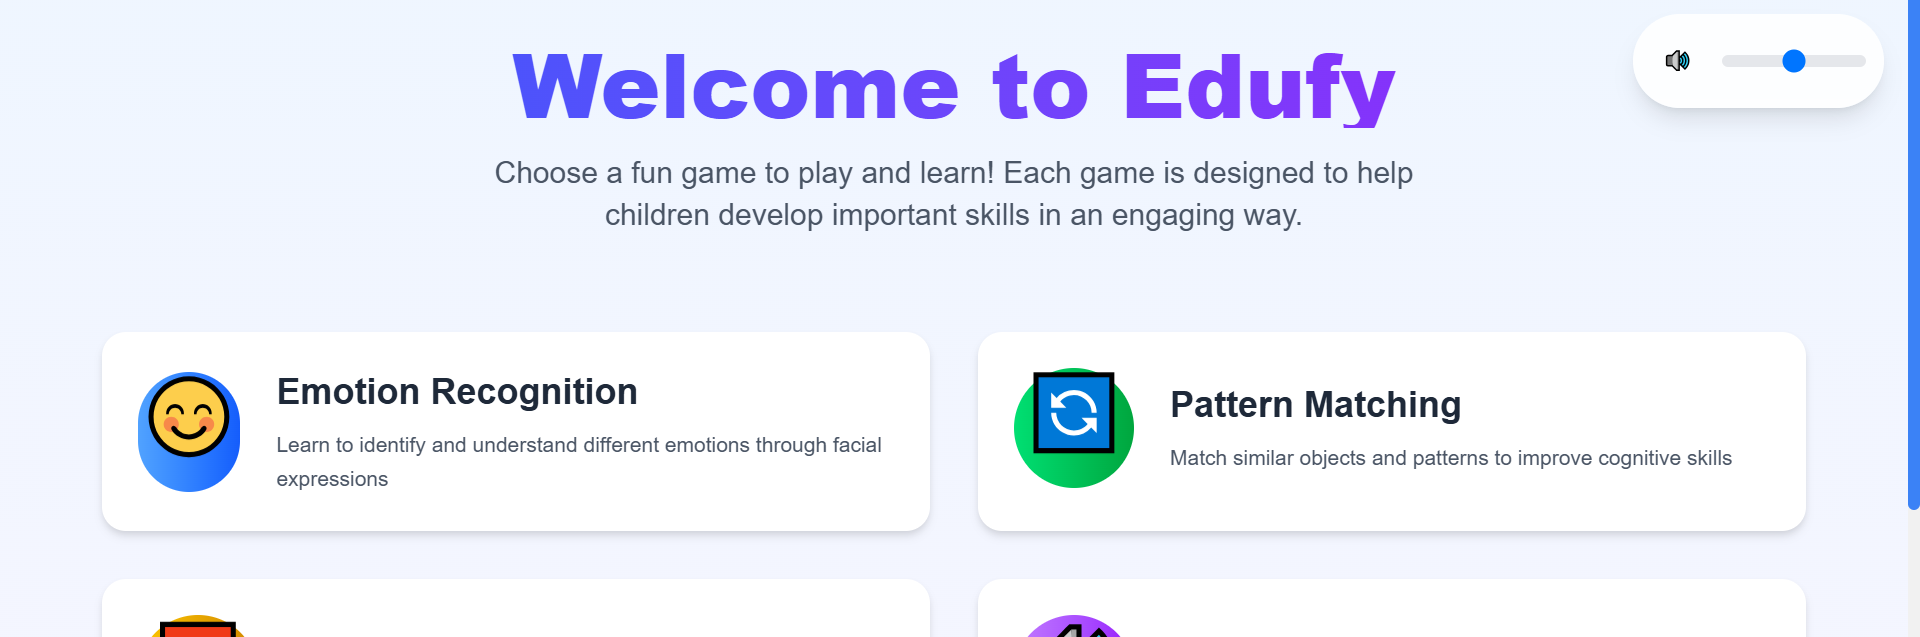 Welcome to Edufy
Choose a fun game to play and learn! Each game is designed to help
children develop important skills in an engaging way.
Emotion Recognition
Learn to identify and understand different emotions through facial
expressions
Pattern Matching
Match similar objects and patterns to improve cognitive skills